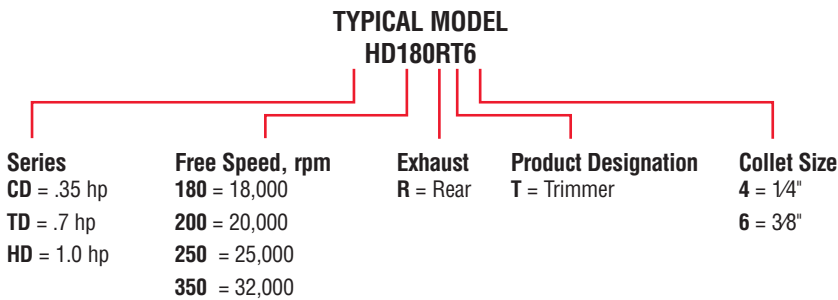 TYPICAL MODEL
HD180RT6
Series
CD = .35 hp
TD = .7 hp
HD = 1.0 hp
Free Speed, rpm
180 = 18,000
200 = 20,000
250 = 25,000
350 = 32,000
Exhaust
R = Rear
Product Designation
T = Trimmer
Collet Size
4 = 1/4"
6 = 3/8"